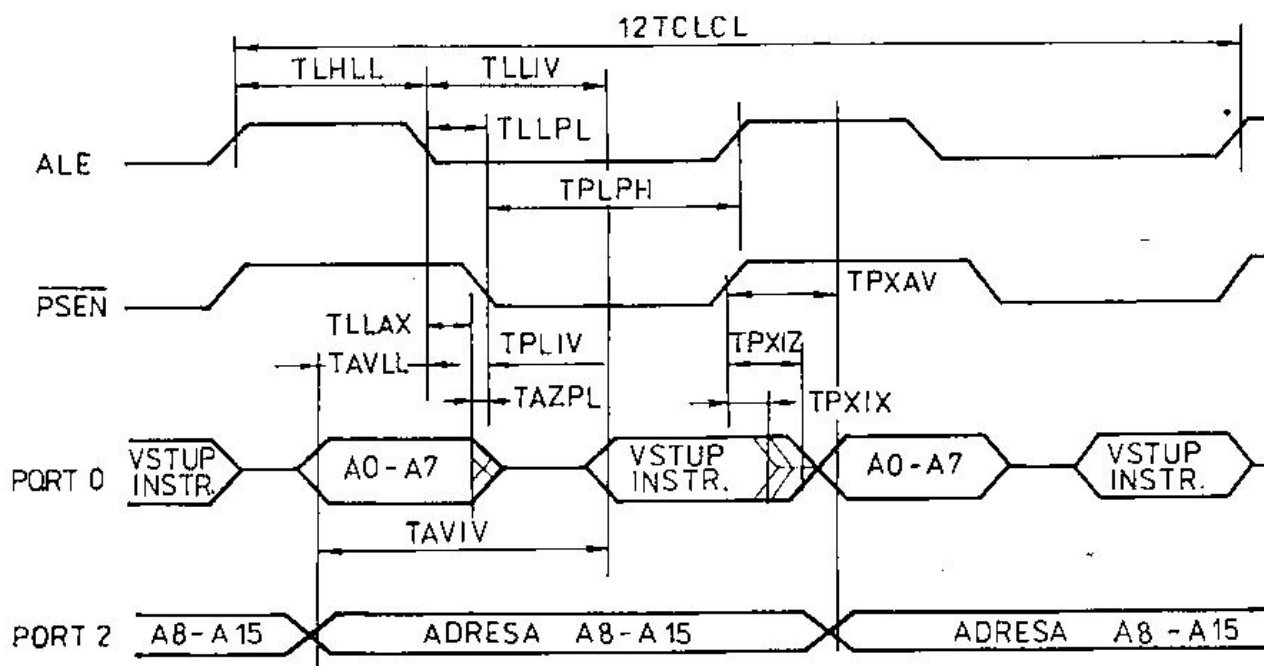 12TCLCL
TLHLL TLLIV
TLLPL
ALE
TPLPH
PSEN
TPXAV
TLLAX
TPLIV TPXIZ
TAVLL
TAZPL TPXIX
PORT 0
VSTUP
INSTR.
A0-A7
VSTUP
INSTR.
A0-A7
VSTUP
INSTR.
TAVIV
PORT 2 A8-A15 ADRESA A8-A15 ADRESA A8-A15